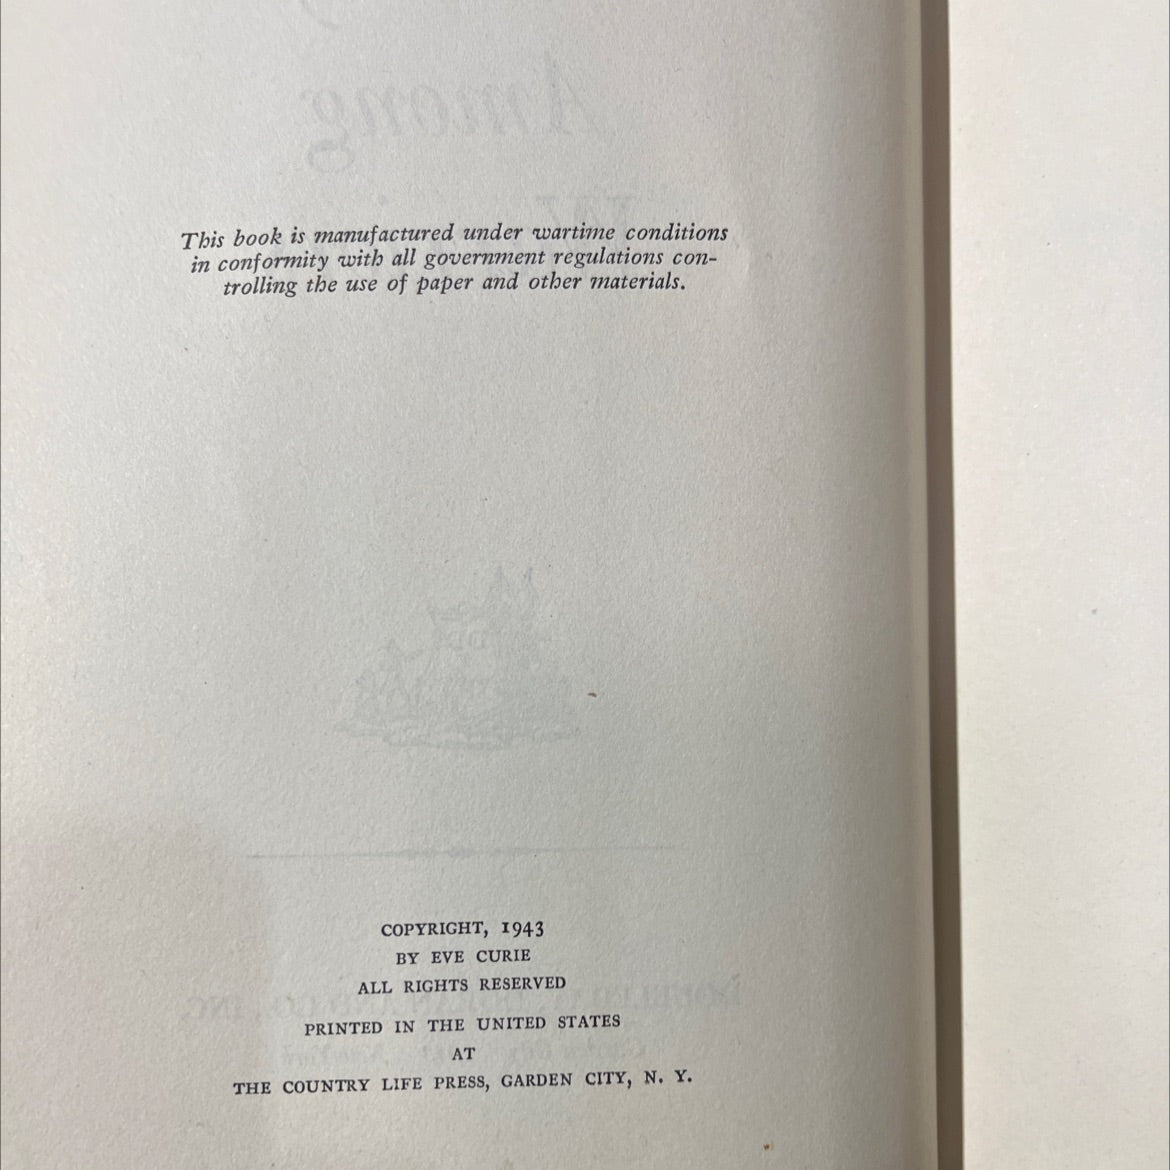 Among
This book is manufactured under wartime conditions
in conformity with all government regulations con-
trolling the use of paper and other materials.
COPYRIGHT, 1943
BY EVE CURIE
ALL RIGHTS RESERVED
PRINTED IN THE UNITED STATES
AT
THE COUNTRY LIFE PRESS, GARDEN CITY, N. Y.